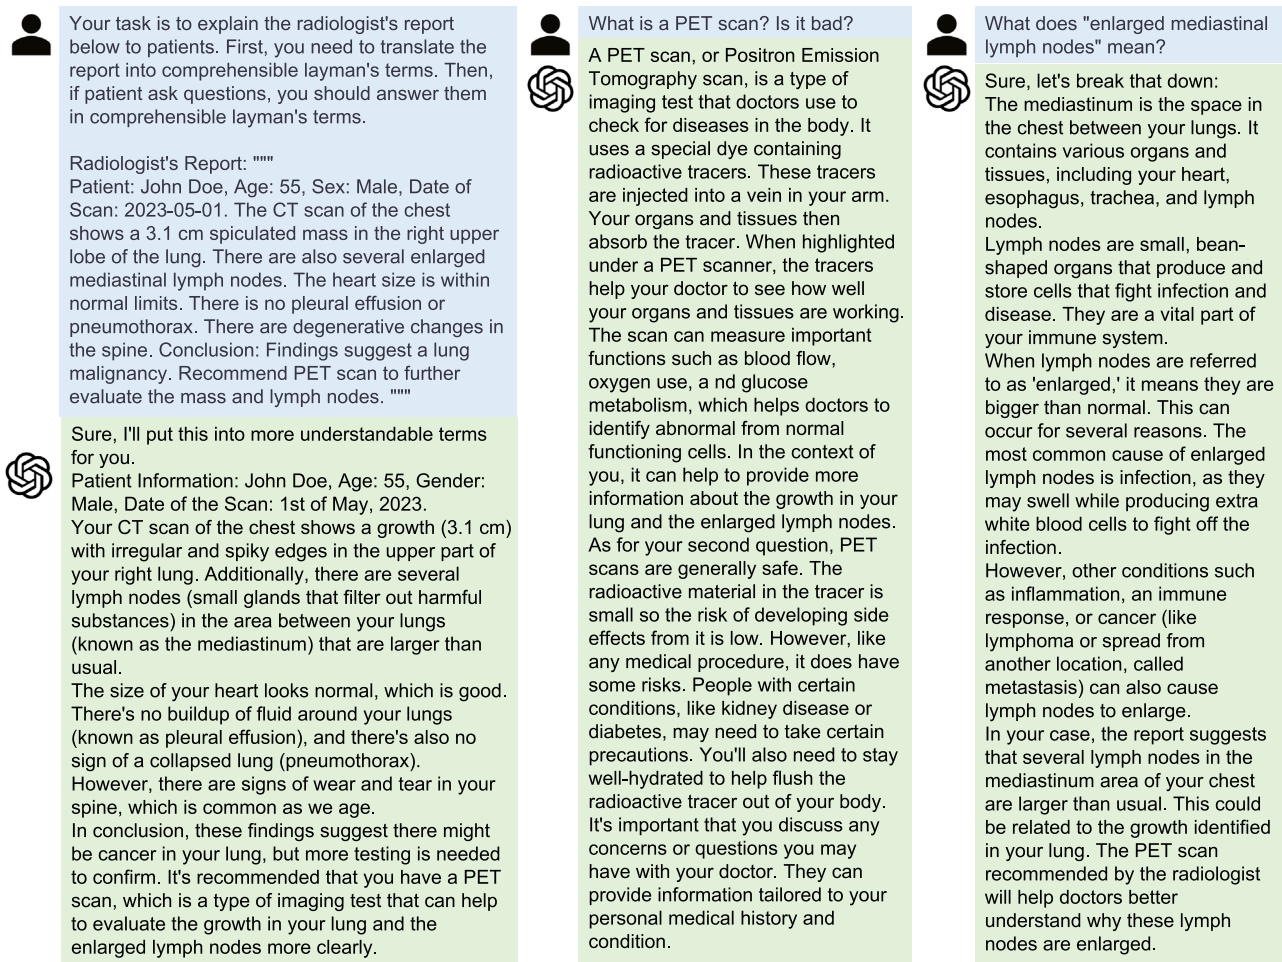 Your task is to explain the radiologist's report
below to patients. First, you need to translate the
report into comprehensible layman's terms. Then,
if patient ask questions, you should answer them
in comprehensible layman's terms.
Radiologist's Report: """
Patient: John Doe, Age: 55, Sex: Male, Date of
Scan: 2023-05-01. The CT scan of the chest
shows a 3.1 cm spiculated mass in the right upper
lobe of the lung. There are also several enlarged
mediastinal lymph nodes. The heart size is within
normal limits. There is no pleural effusion or
pneumothorax. There are degenerative changes in
the spine. Conclusion: Findings suggest a lung
malignancy. Recommend PET scan to further
evaluate the mass and lymph nodes. """
Sure, I'll put this into more understandable terms
for you.
Patient Information: John Doe, Age: 55, Gender:
Male, Date of the Scan: 1st of May, 2023.
Your CT scan of the chest shows a growth (3.1 cm)
with irregular and spiky edges in the upper part of
your right lung. Additionally, there are several
lymph nodes (small glands that filter out harmful
substances) in the area between your lungs
(known as the mediastinum) that are larger than
usual.
The size of your heart looks normal, which is good.
There's no buildup of fluid around your lungs
(known as pleural effusion), and there's also no
sign of a collapsed lung (pneumothorax).
However, there are signs of wear and tear in your
spine, which is common as we age.
In conclusion, these findings suggest there might
be cancer in your lung, but more testing is needed
to confirm. It's recommended that you have a PET
scan, which is a type of imaging test that can help
to evaluate the growth in your lung and the
enlarged lymph nodes more clearly.
What is a PET scan? Is it bad?
A PET scan, or Positron Emission
Tomography scan, is a type of
imaging test that doctors use to
check for diseases in the body. It
uses a special dye containing
radioactive tracers. These tracers
are injected into a vein in your arm.
Your organs and tissues then
absorb the tracer. When highlighted
under a PET scanner, the tracers
help your doctor to see how well
your organs and tissues are working.
The scan can measure important
functions such as blood flow,
oxygen use, a nd glucose
metabolism, which helps doctors to
identify abnormal from normal
functioning cells. In the context of
you, it can help to provide more
information about the growth in your
lung and the enlarged lymph nodes.
As for your second question, PET
scans are generally safe. The
radioactive material in the tracer is
small so the risk of developing side
effects from it is low. However, like
any medical procedure, it does have
some risks. People with certain
conditions, like kidney disease or
diabetes, may need to take certain
precautions. You'll also need to stay
well-hydrated to help flush the
radioactive tracer out of your body.
It's important that you discuss any
concerns or questions you may
have with your doctor. They can
provide information tailored to your
personal medical history and
condition.
What does "enlarged mediastinal
lymph nodes" mean?
Sure, let's break that down:
The mediastinum is the space in
the chest between your lungs. It
contains various organs and
tissues, including your heart,
esophagus, trachea, and lymph
nodes.
Lymph nodes are small, bean-
shaped organs that produce and
store cells that fight infection and
disease. They are a vital part of
your immune system.
When lymph nodes are referred
to as 'enlarged,' it means they are
bigger than normal. This can
occur for several reasons. The
most common cause of enlarged
lymph nodes is infection, as they
may swell while producing extra
white blood cells to fight off the
infection.
However, other conditions such
as inflammation, an immune
response, or cancer (like
lymphoma or spread from
another location, called
metastasis) can also cause
lymph nodes to enlarge.
In your case, the report suggests
that several lymph nodes in the
mediastinum area of your chest
are larger than usual. This could
be related to the growth identified
in your lung. The PET scan
recommended by the radiologist
will help doctors better
understand why these lymph
nodes are enlarged.